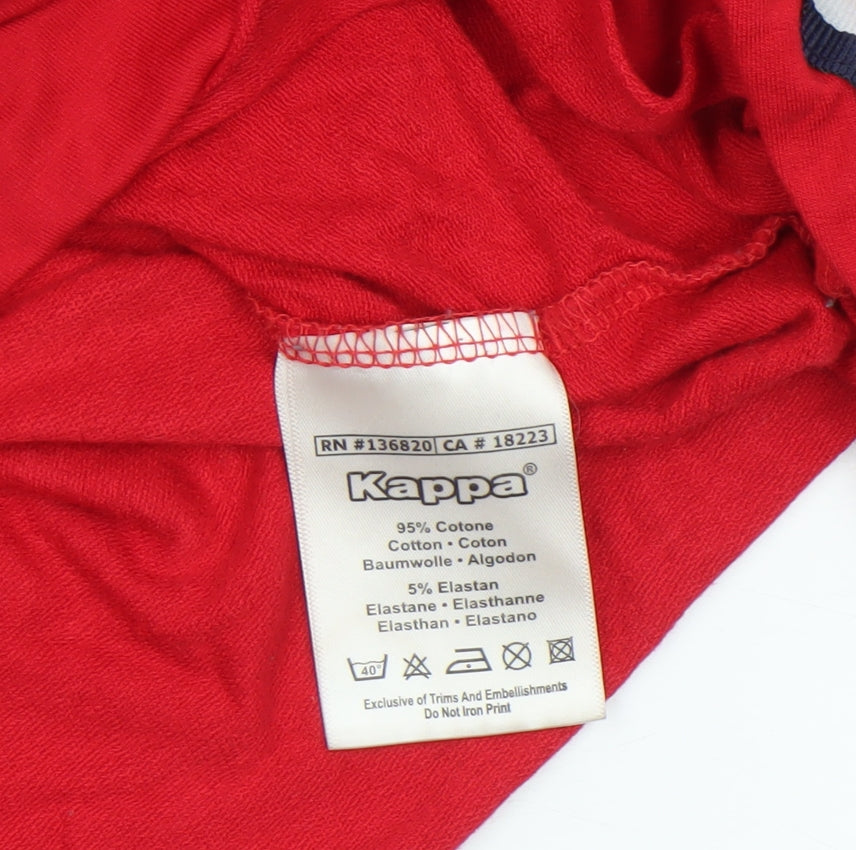 RN #136820 CA # 18223
Kappa®
95% Cotone
Cotton • Coton
Baumwolle • Algodon
5% Elastan
Elastane • Elasthanne
Elasthan • Elastano
40°
Exclusive of Trims And Embellishments
Do Not Iron Print